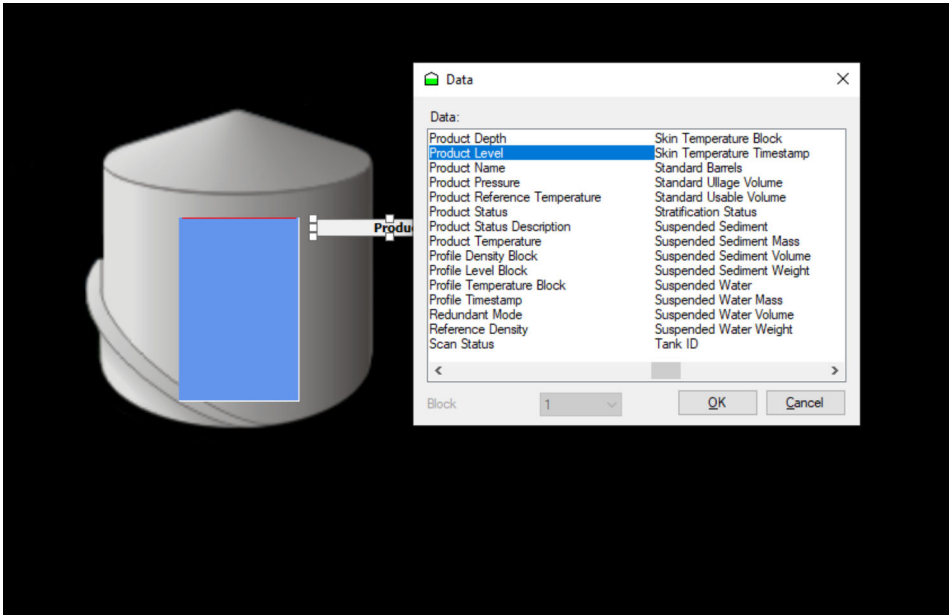 Data
Data:
Product Depth
Product Level
Product Name
Product Pressure
Product Reference Temperature
Product Status
Product Status Description
Product Temperature
Profile Density Block
Profile Level Block
Profile Temperature Block
Profile Timestamp
Redundant Mode
Reference Density
Scan Status
Skin Temperature Block
Skin Temperature Timestamp
Standard Barrels
Standard Ullage Volume
Standard Usable Volume
Stratification Status
Suspended Sediment
Suspended Sediment Mass
Suspended Sediment Volume
Suspended Sediment Weight
Suspended Water
Suspended Water Mass
Suspended Water Volume
Suspended Water Weight
Tank ID
Block
1
OK
Cancel